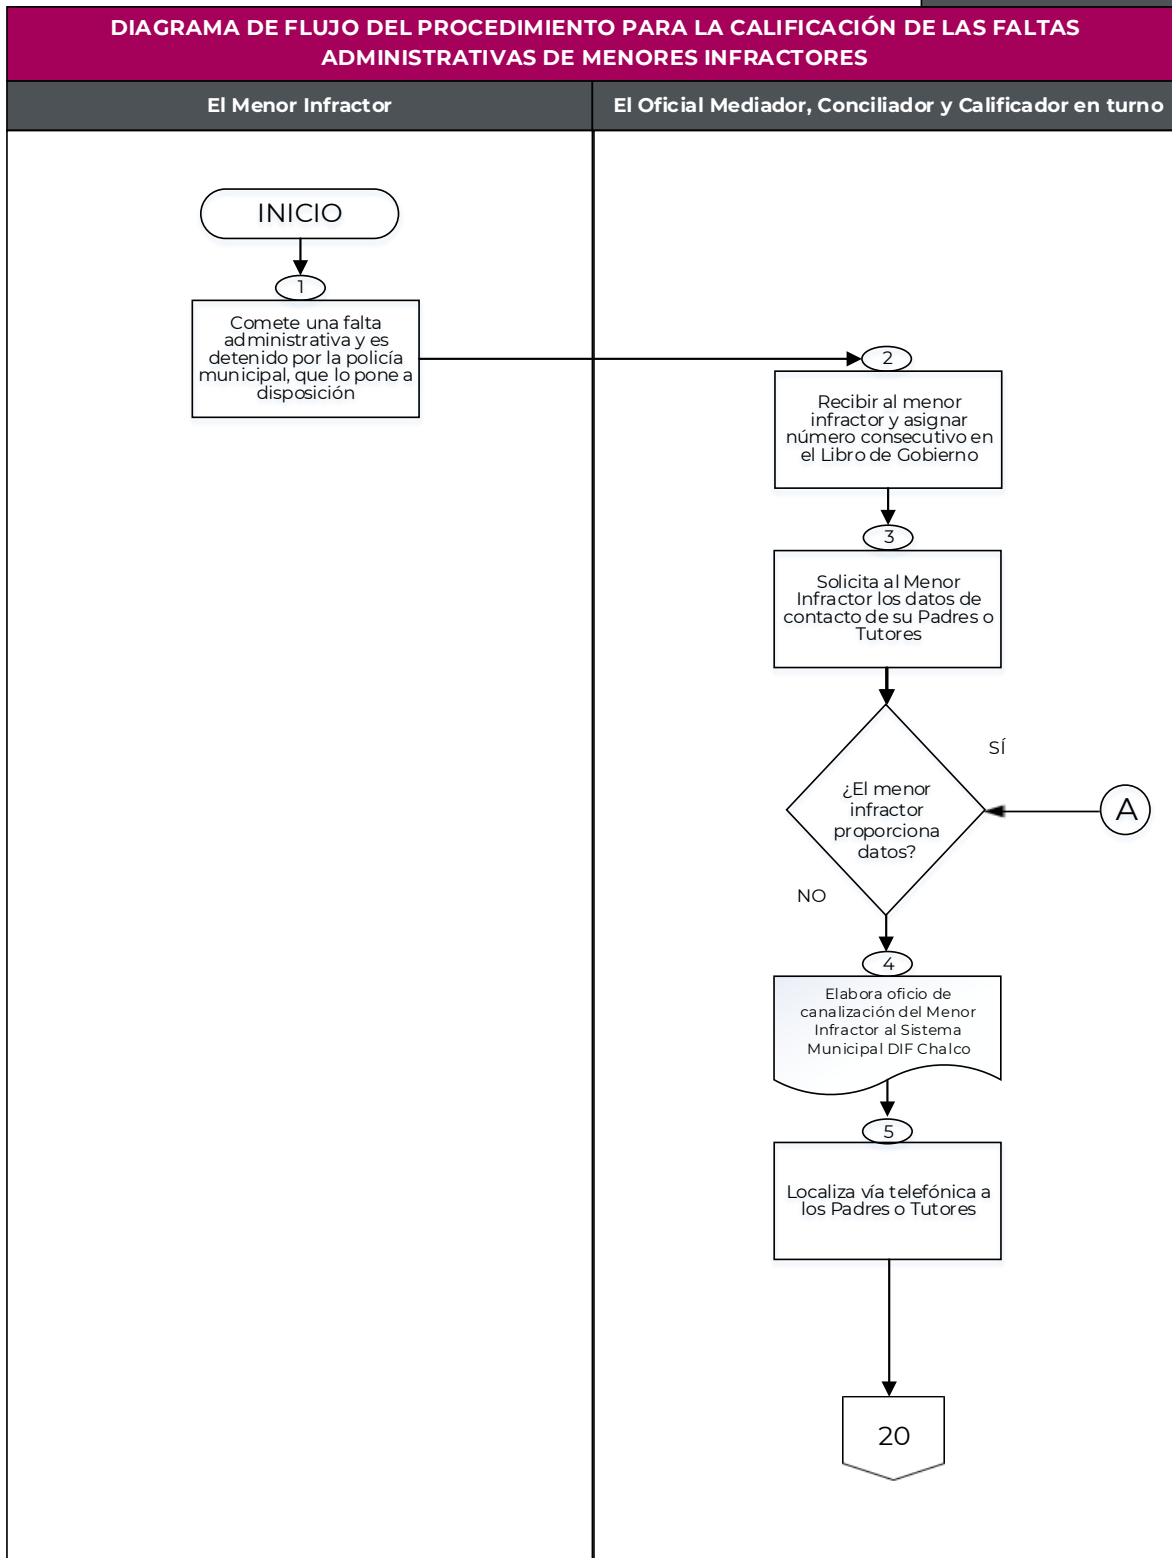 DIAGRAMA DE FLUJO DEL PROCEDIMIENTO PARA LA CALIFICACIÓN DE LAS FALTAS
ADMINISTRATIVAS DE MENORES INFRACTORES
El Menor Infractor
El Oficial Mediador, Conciliador y Calificador en turno
INICIO
1
Comete una falta
administrativa y es
detenido por la policía
municipal, que lo pone a
disposición
2
Recibir al menor
infractor y asignar
número consecutivo en
el Libro de Gobierno
3
Solicita al Menor
Infractor los datos de
contacto de su Padres o
Tutores
SÍ
¿El menor
infractor
proporciona
datos?
A
NO
4
Elabora oficio de
canalización del Menor
Infractor al Sistema
Municipal DIF Chalco
5
Localiza vía telefónica a
los Padres o Tutores
20